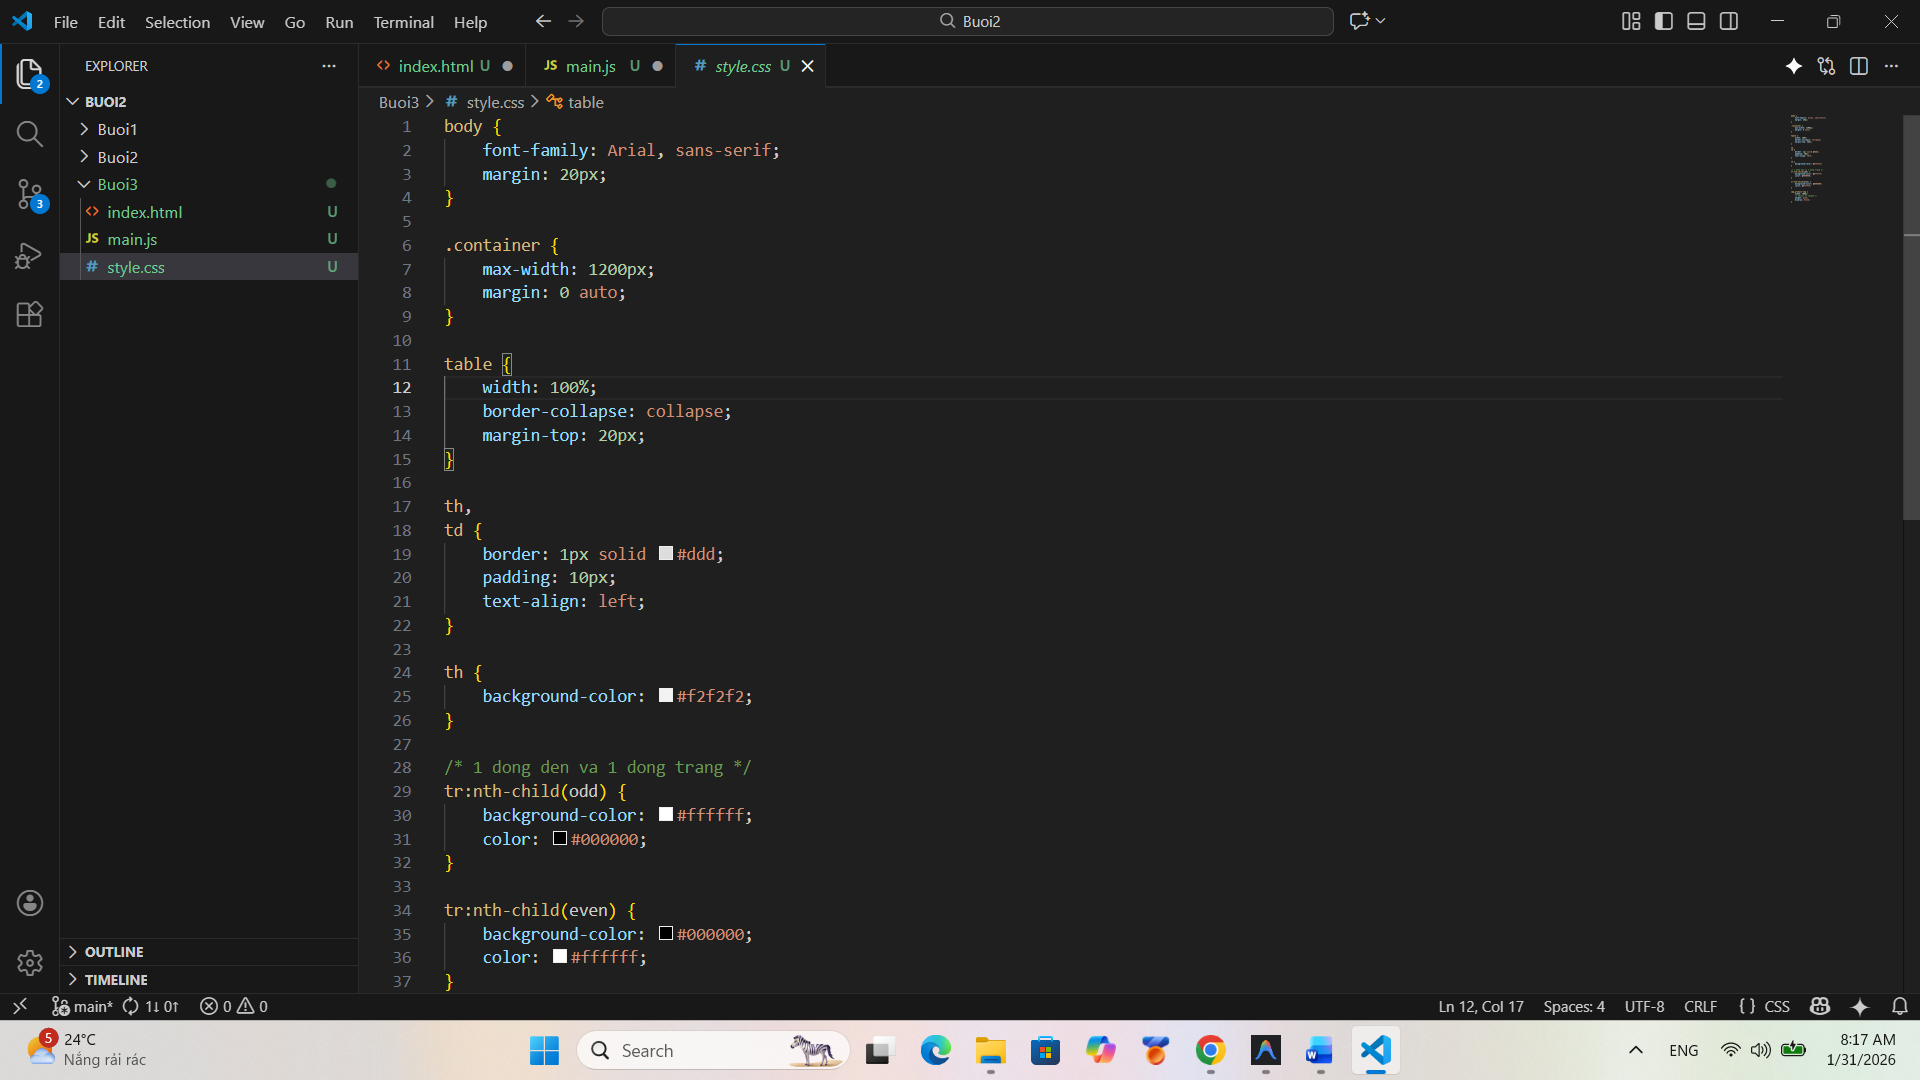 File Edit Selection View Go Run Terminal Help
Buoi2
EXPLORER
BUOI2
Buoi1
Buoi2
Buoi3
index.html U
JS main.js U
# style.css U
OUTLINE
TIMELINE
2
3
index.html U
JS main.js U
# style.css U
Buoi3 > # style.css > table
1 body {
2 font-family: Arial, sans-serif;
3 margin: 20px;
4 }
5
6 .container {
7 max-width: 1200px;
8 margin: 0 auto;
9 }
10
11 table {
12 width: 100%;
13 border-collapse: collapse;
14 margin-top: 20px;
15 }
16
17 th,
18 td {
19 border: 1px solid #ddd;
20 padding: 10px;
21 text-align: left;
22 }
23
24 th {
25 background-color: #f2f2f2;
26 }
27
28 /* 1 dong den va 1 dong trang */
29 tr:nth-child(odd) {
30 background-color: #ffffff;
31 color: #000000;
32 }
33
34 tr:nth-child(even) {
35 background-color: #000000;
36 color: #ffffff;
37 }
main* 1↓ 0↑ 0 0
Ln 12, Col 17 Spaces: 4 UTF-8 CRLF {} CSS
5
24°C
Nắng rải rác
Search
ENG
8:17 AM
1/31/2026